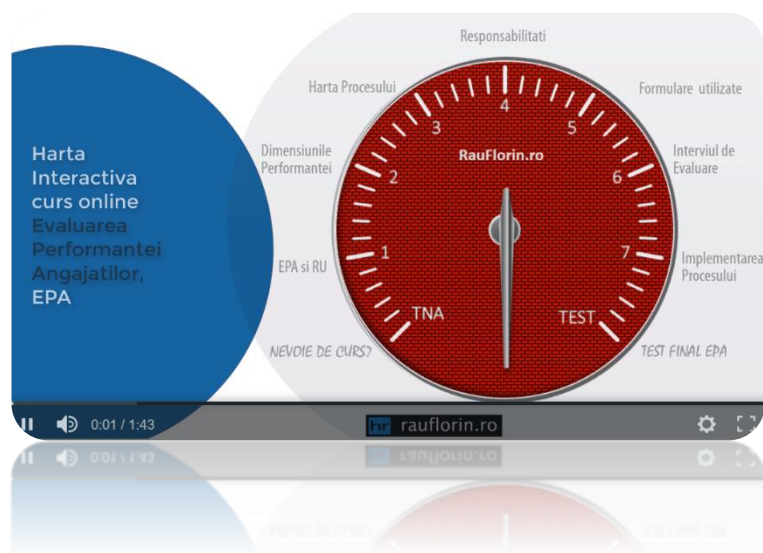 Harta
Interactiva
curs online
Evaluarea
Performantei
Angajatilor,
EPA
Responsabilitati
Harta Procesului
Formulare utilizate
Dimensiunile
Performantei
Interviul de
Evaluare
EPA si RU
Implementarea
Procesului
NEVOIE DE CURS?
TEST FINAL EPA
RauFlorin.ro
1
2
3
4
5
6
7
TNA
TEST
0:01 / 1:43
hr rauflorin.ro